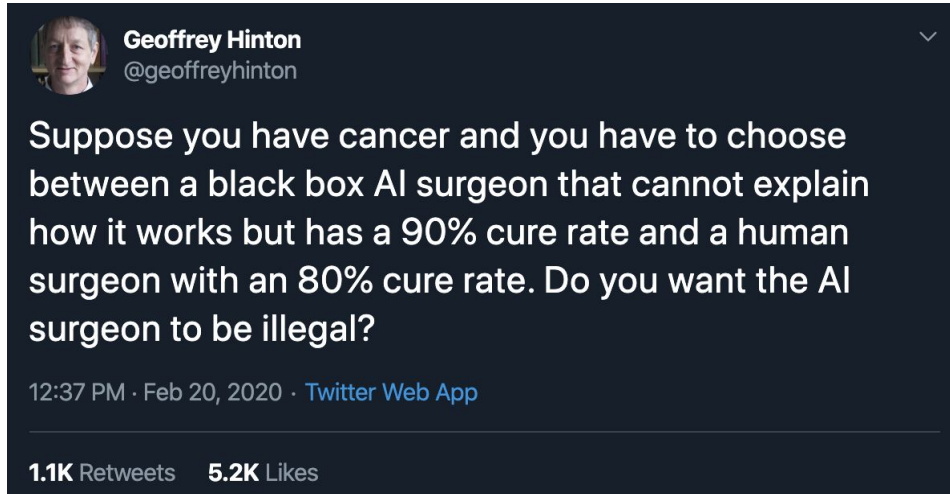 Geoffrey Hinton
@geoffreyhinton
Suppose you have cancer and you have to choose
between a black box AI surgeon that cannot explain
how it works but has a 90% cure rate and a human
surgeon with an 80% cure rate. Do you want the AI
surgeon to be illegal?
12:37 PM · Feb 20, 2020 · Twitter Web App
1.1K Retweets 5.2K Likes